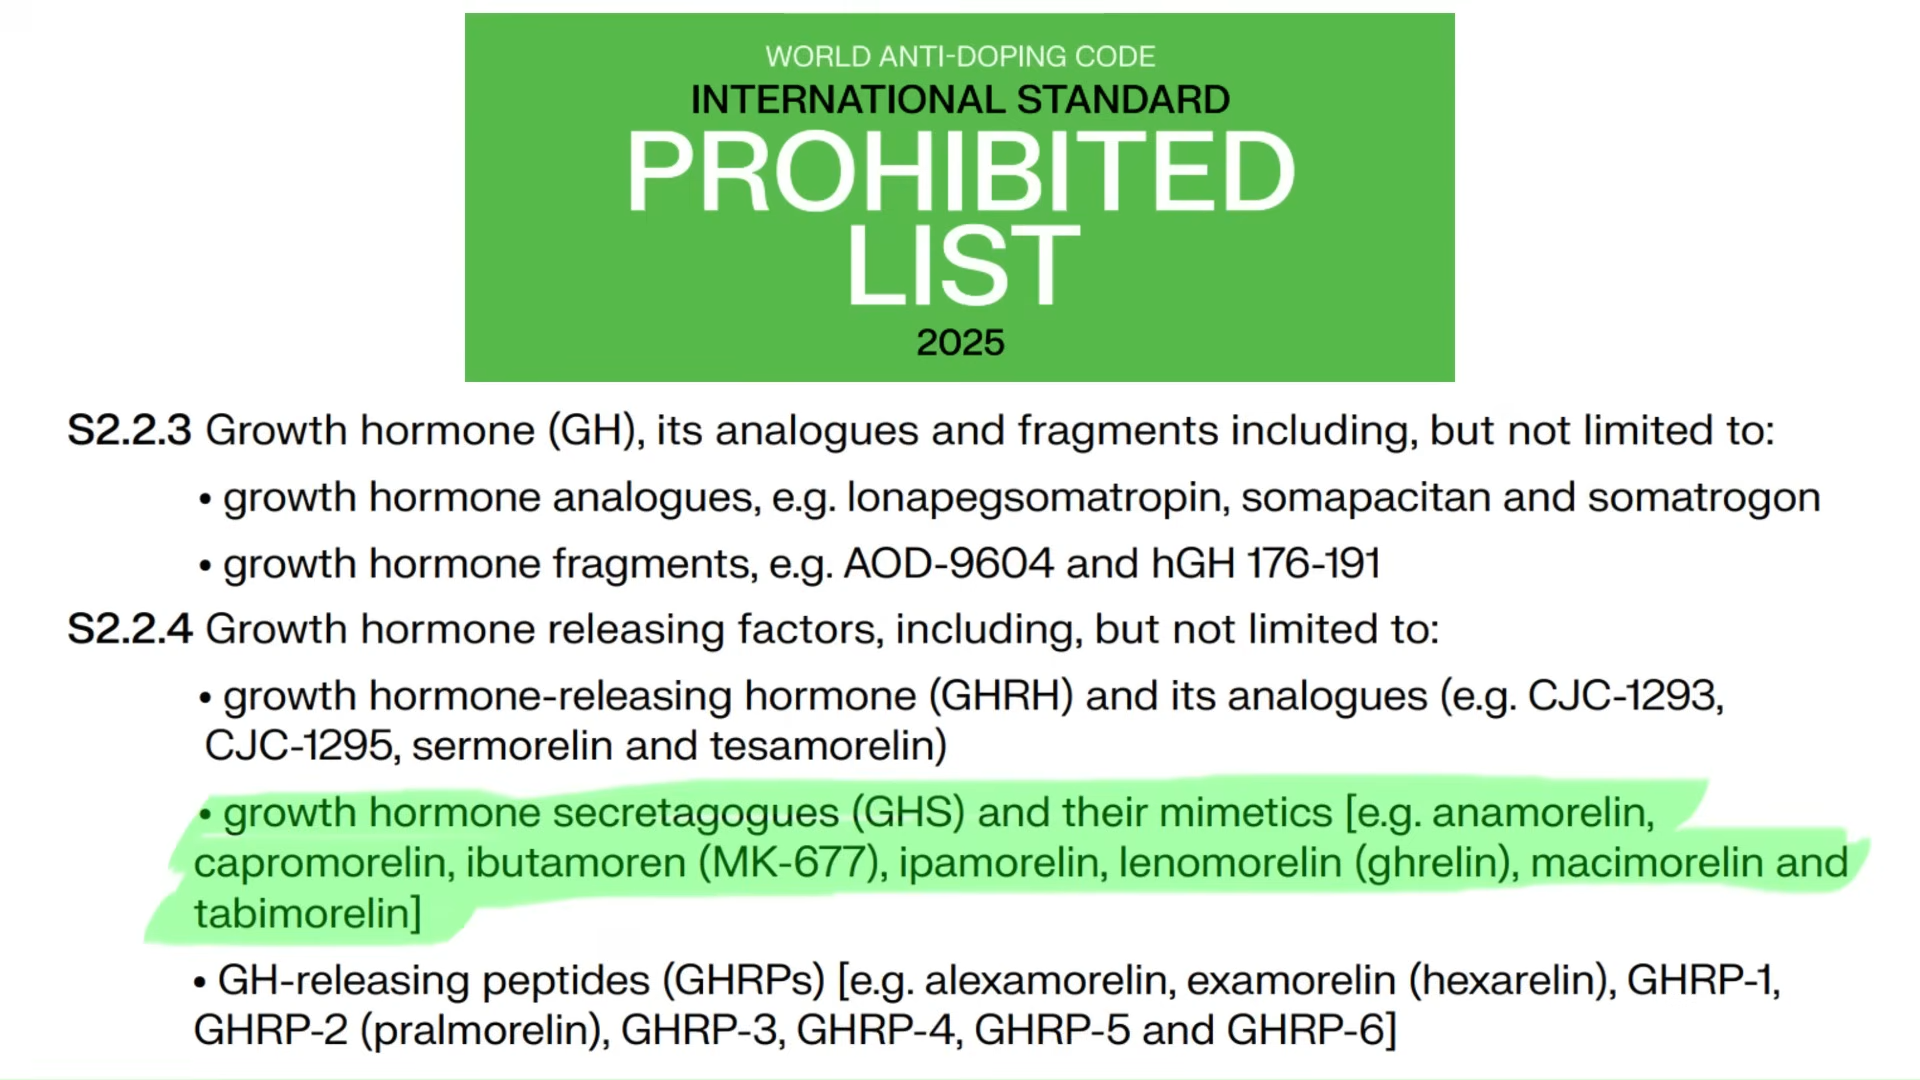 WORLD ANTI-DOPING CODE
INTERNATIONAL STANDARD
PROHIBITED
LIST
2025
S2.2.3 Growth hormone (GH), its analogues and fragments including, but not limited to:
• growth hormone analogues, e.g. lonapegsomatropin, somapacitan and somatrogon
• growth hormone fragments, e.g. AOD-9604 and hGH 176-191
S2.2.4 Growth hormone releasing factors, including, but not limited to:
• growth hormone-releasing hormone (GHRH) and its analogues (e.g. CJC-1293,
CJC-1295, sermorelin and tesamorelin)
• growth hormone secretagogues (GHS) and their mimetics [e.g. anamorelin,
capromorelin, ibutamoren (MK-677), ipamorelin, lenomorelin (ghrelin), macimorelin and
tabimorelin]
• GH-releasing peptides (GHRPs) [e.g. alexamorelin, examorelin (hexarelin), GHRP-1,
GHRP-2 (pralmorelin), GHRP-3, GHRP-4, GHRP-5 and GHRP-6]